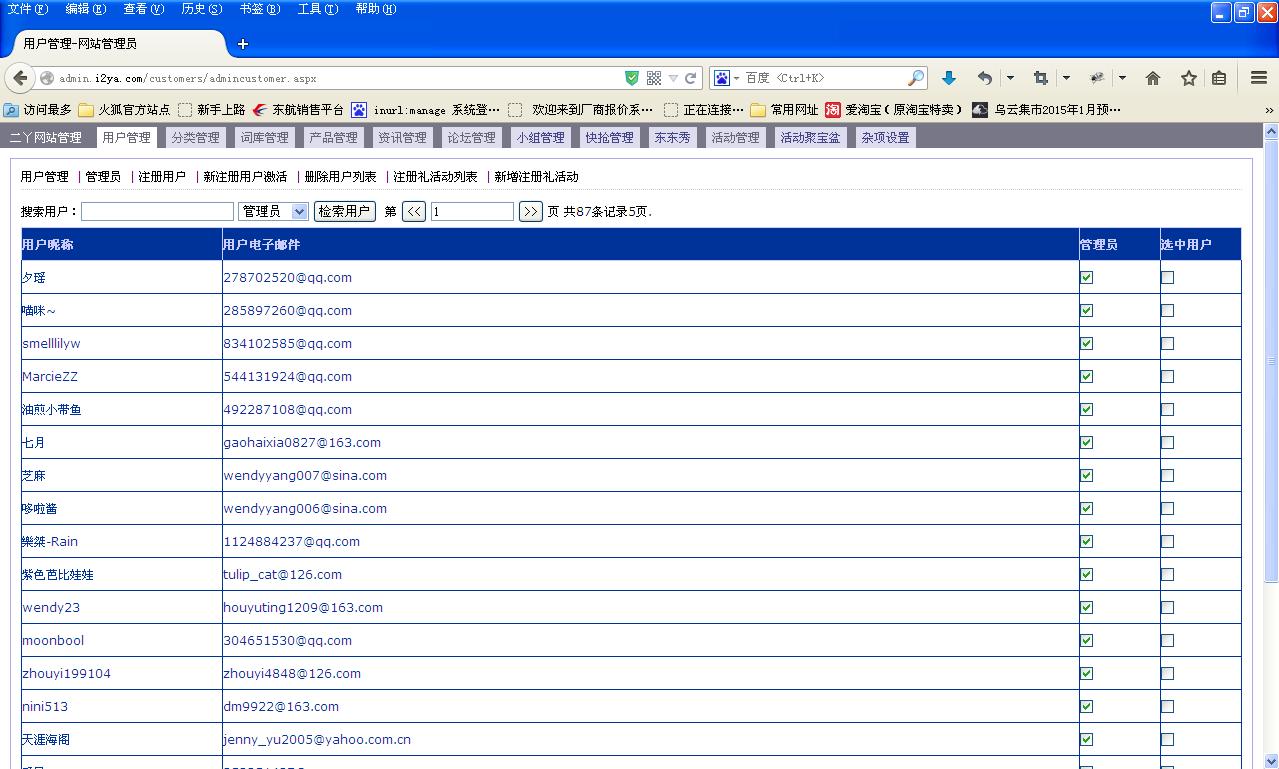 文件(F) 编辑(E) 查看(V) 历史(S) 书签(B) 工具(T) 帮助(H)
用户管理-网站管理员 +
admin.i2ya.com/customers/admincustomer.aspx 百度 <Ctrl+K>
访问最多 火狐官方站点 新手上路 东航销售平台 inurl:manage 系统登… 欢迎来到厂商报价系… 正在连接… 常用网址 淘 爱淘宝（原淘宝特卖） 乌云集市2015年1月预… »
二丫网站管理 用户管理 分类管理 词库管理 产品管理 资讯管理 论坛管理 小组管理 快抢管理 东东秀 活动管理 活动聚宝盆 杂项设置
用户管理 | 管理员 | 注册用户 | 新注册用户激活 | 删除用户列表 | 注册礼活动列表 | 新增注册礼活动
搜索用户： 管理员 检索用户 第 << 1 >> 页 共87条记录5页.
用户昵称 用户电子邮件 管理员 选中用户
夕瑶 278702520@qq.com
喵咪~ 285897260@qq.com
smelllilyw 834102585@qq.com
MarcieZZ 544131924@qq.com
油煎小带鱼 492287108@qq.com
七月 gaohaixia0827@163.com
芝麻 wendyyang007@sina.com
哆啦酱 wendyyang006@sina.com
樂桀-Rain 1124884237@qq.com
紫色芭比娃娃 tulip_cat@126.com
wendy23 houyuting1209@163.com
moonbool 304651530@qq.com
zhouyi199104 zhouyi4848@126.com
nini513 dm9922@163.com
天涯海阁 jenny_yu2005@yahoo.com.cn